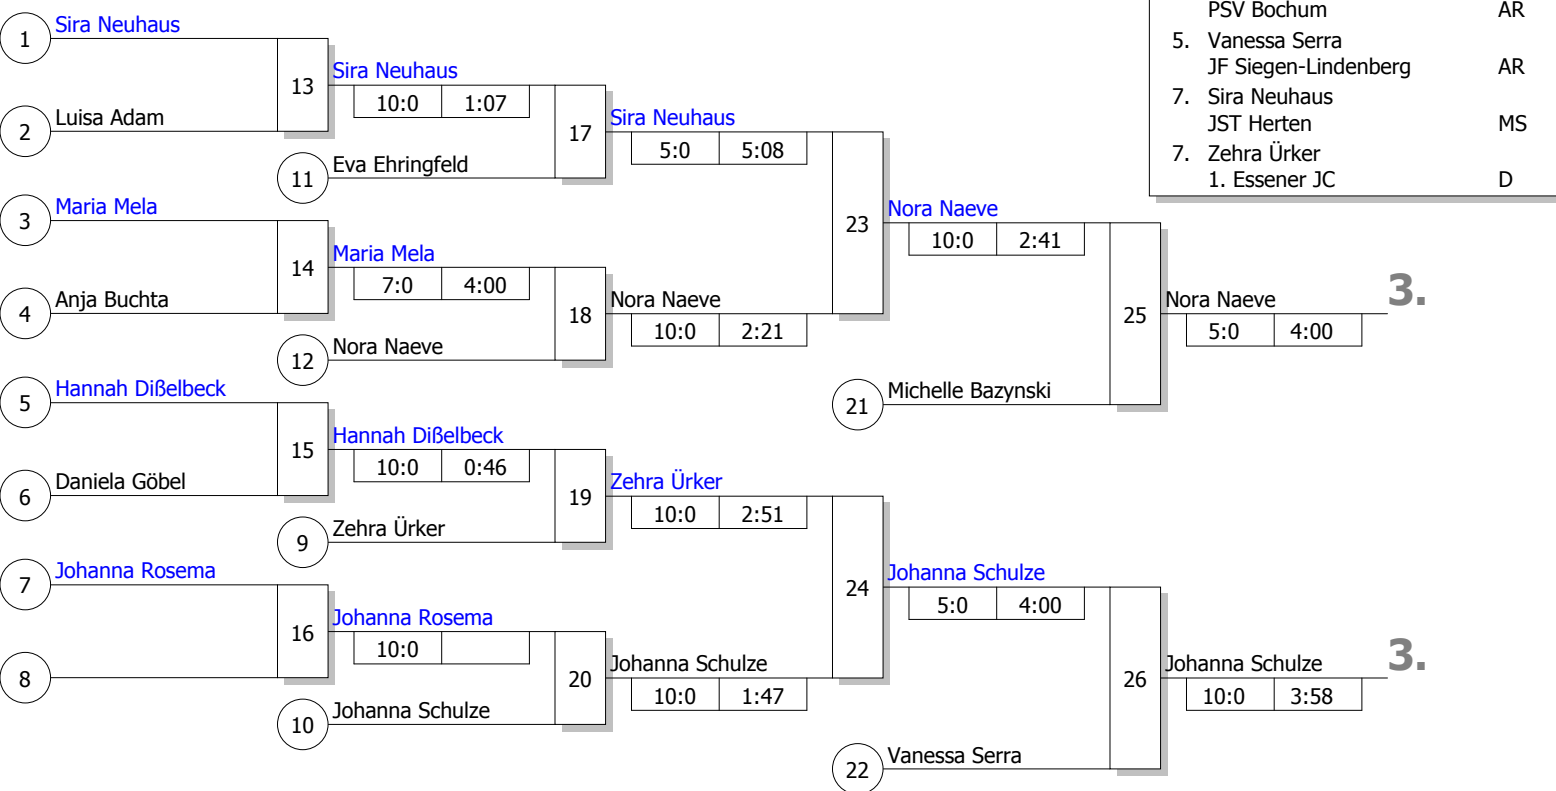 PSV Bochum AR
5. Vanessa Serra
JF Siegen-Lindenberg AR
7. Sira Neuhaus
JST Herten MS
7. Zehra Ürker
1. Essener JC D
1 Sira Neuhaus
13
Sira Neuhaus
10:0 1:07
2 Luisa Adam
17
Sira Neuhaus
5:0 5:08
11 Eva Ehringfeld
3 Maria Mela
23
Nora Naeve
10:0 2:41
14
Maria Mela
7:0 4:00
4 Anja Buchta
18
Nora Naeve
10:0 2:21
25
Nora Naeve
5:0 4:00
3.
12 Nora Naeve
5 Hannah Dißelbeck
21 Michelle Bazynski
15
Hannah Dißelbeck
10:0 0:46
6 Daniela Göbel
19
Zehra Ürker
10:0 2:51
9 Zehra Ürker
7 Johanna Rosema
24
Johanna Schulze
5:0 4:00
16
Johanna Rosema
10:0
8
20
Johanna Schulze
10:0 1:47
26
Johanna Schulze
10:0 3:58
3.
10 Johanna Schulze
22 Vanessa Serra